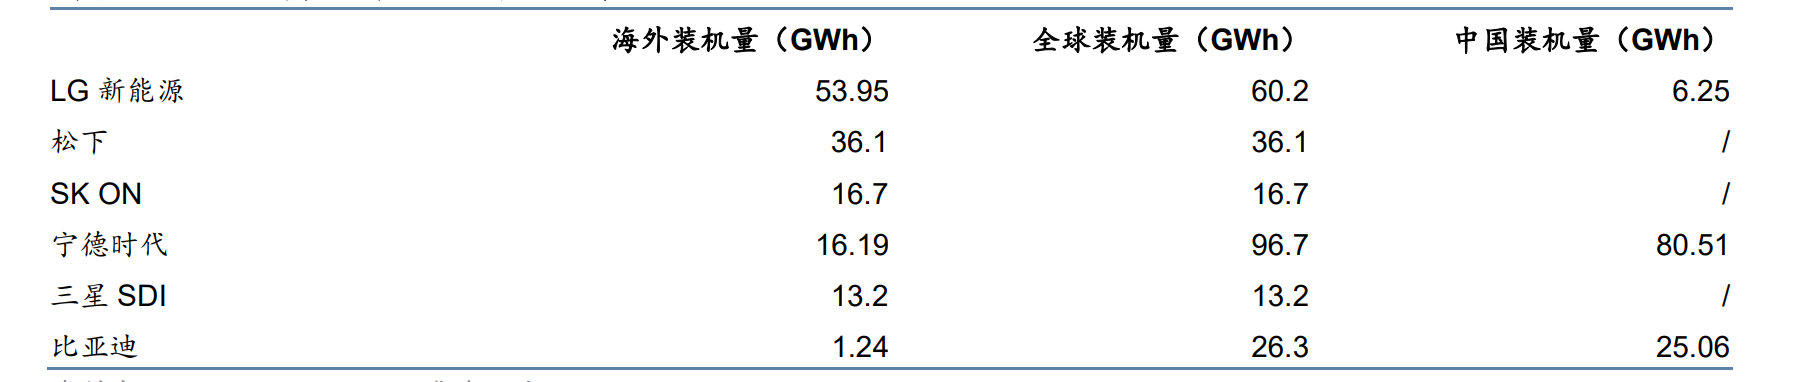 海外装机量（GWh） 全球装机量（GWh） 中国装机量（GWh）
LG 新能源 53.95 60.2 6.25
松下 36.1 36.1 /
SK ON 16.7 16.7 /
宁德时代 16.19 96.7 80.51
三星 SDI 13.2 13.2 /
比亚迪 1.24 26.3 25.06